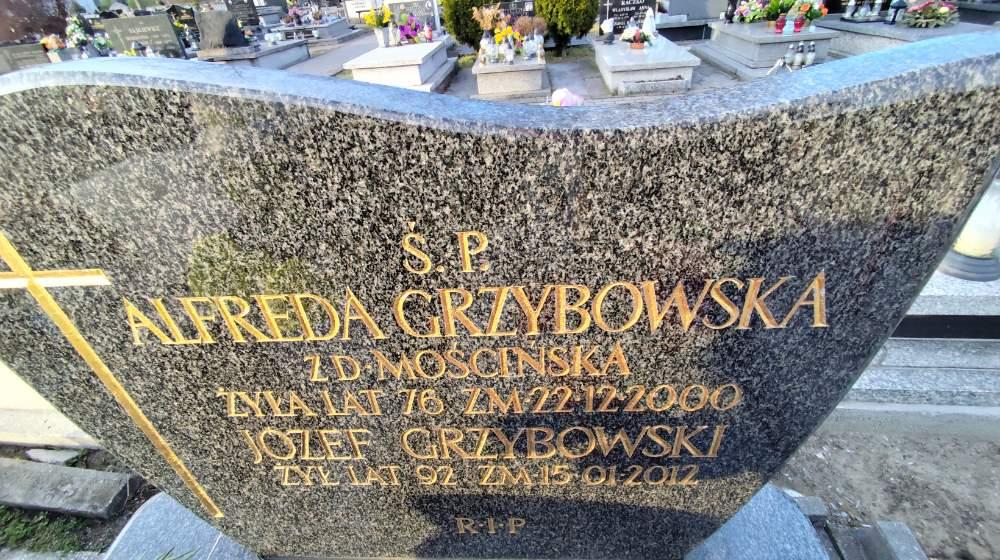 Ś. P.
ALFREDA GRZYBOWSKA
Z D·MOŚCIŃSKA
ŻYŁA LAT 76 ZM·22·12·2000
JÓZEF GRZYBOWSKI
ŻYŁ LAT 92 ZM·15·01·2012
R·I·P